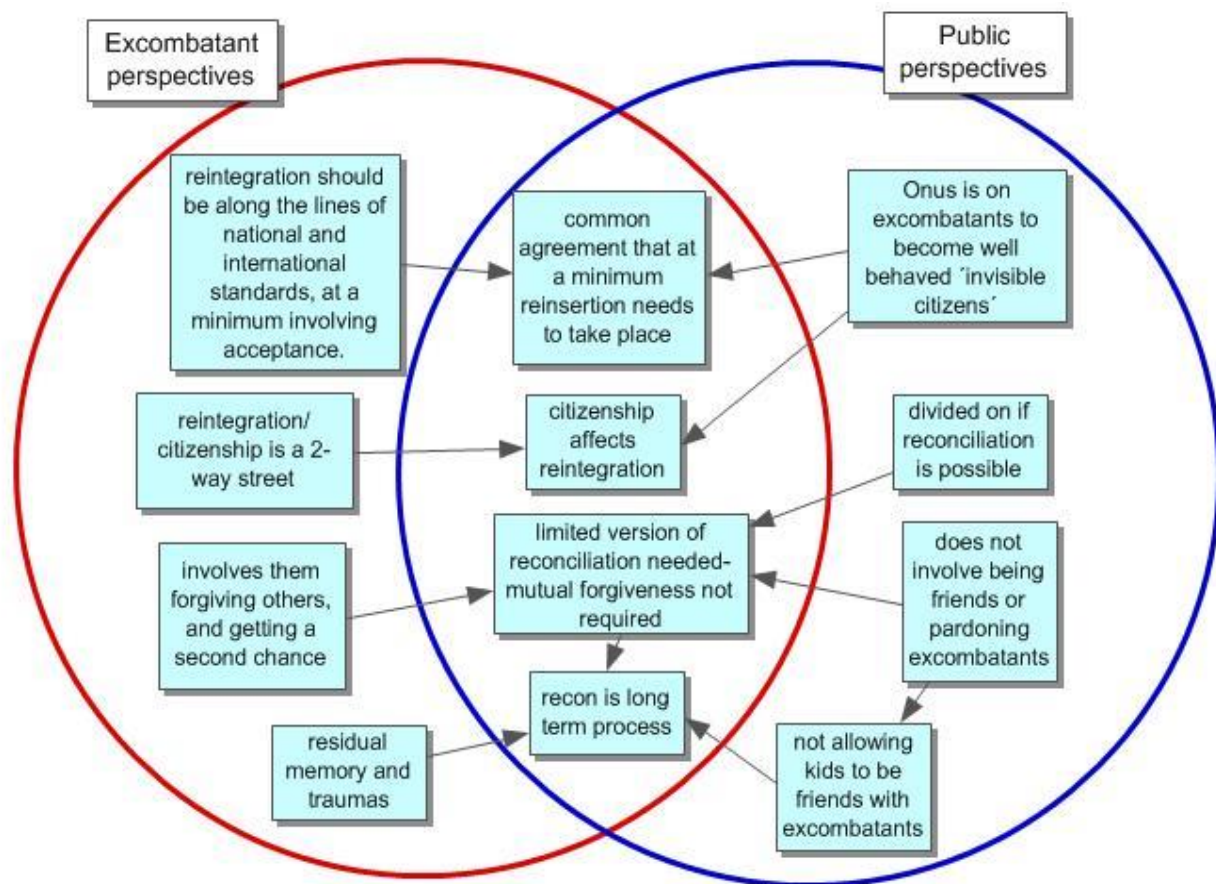 Excombatant
perspectives
Public
perspectives
reintegration should
be along the lines of
national and
international
standards, at a
minimum involving
acceptance.
common
agreement that at
a minimum
reinsertion needs
to take place
Onus is on
excombatants to
become well
behaved ´invisible
citizens´
reintegration/
citizenship is a 2-
way street
citizenship
affects
reintegration
divided on if
reconciliation
is possible
involves them
forgiving others,
and getting a
second chance
limited version of
reconciliation needed-
mutual forgiveness not
required
does not
involve being
friends or
pardoning
excombatants
residual
memory and
traumas
recon is long
term process
not allowing
kids to be
friends with
excombatants